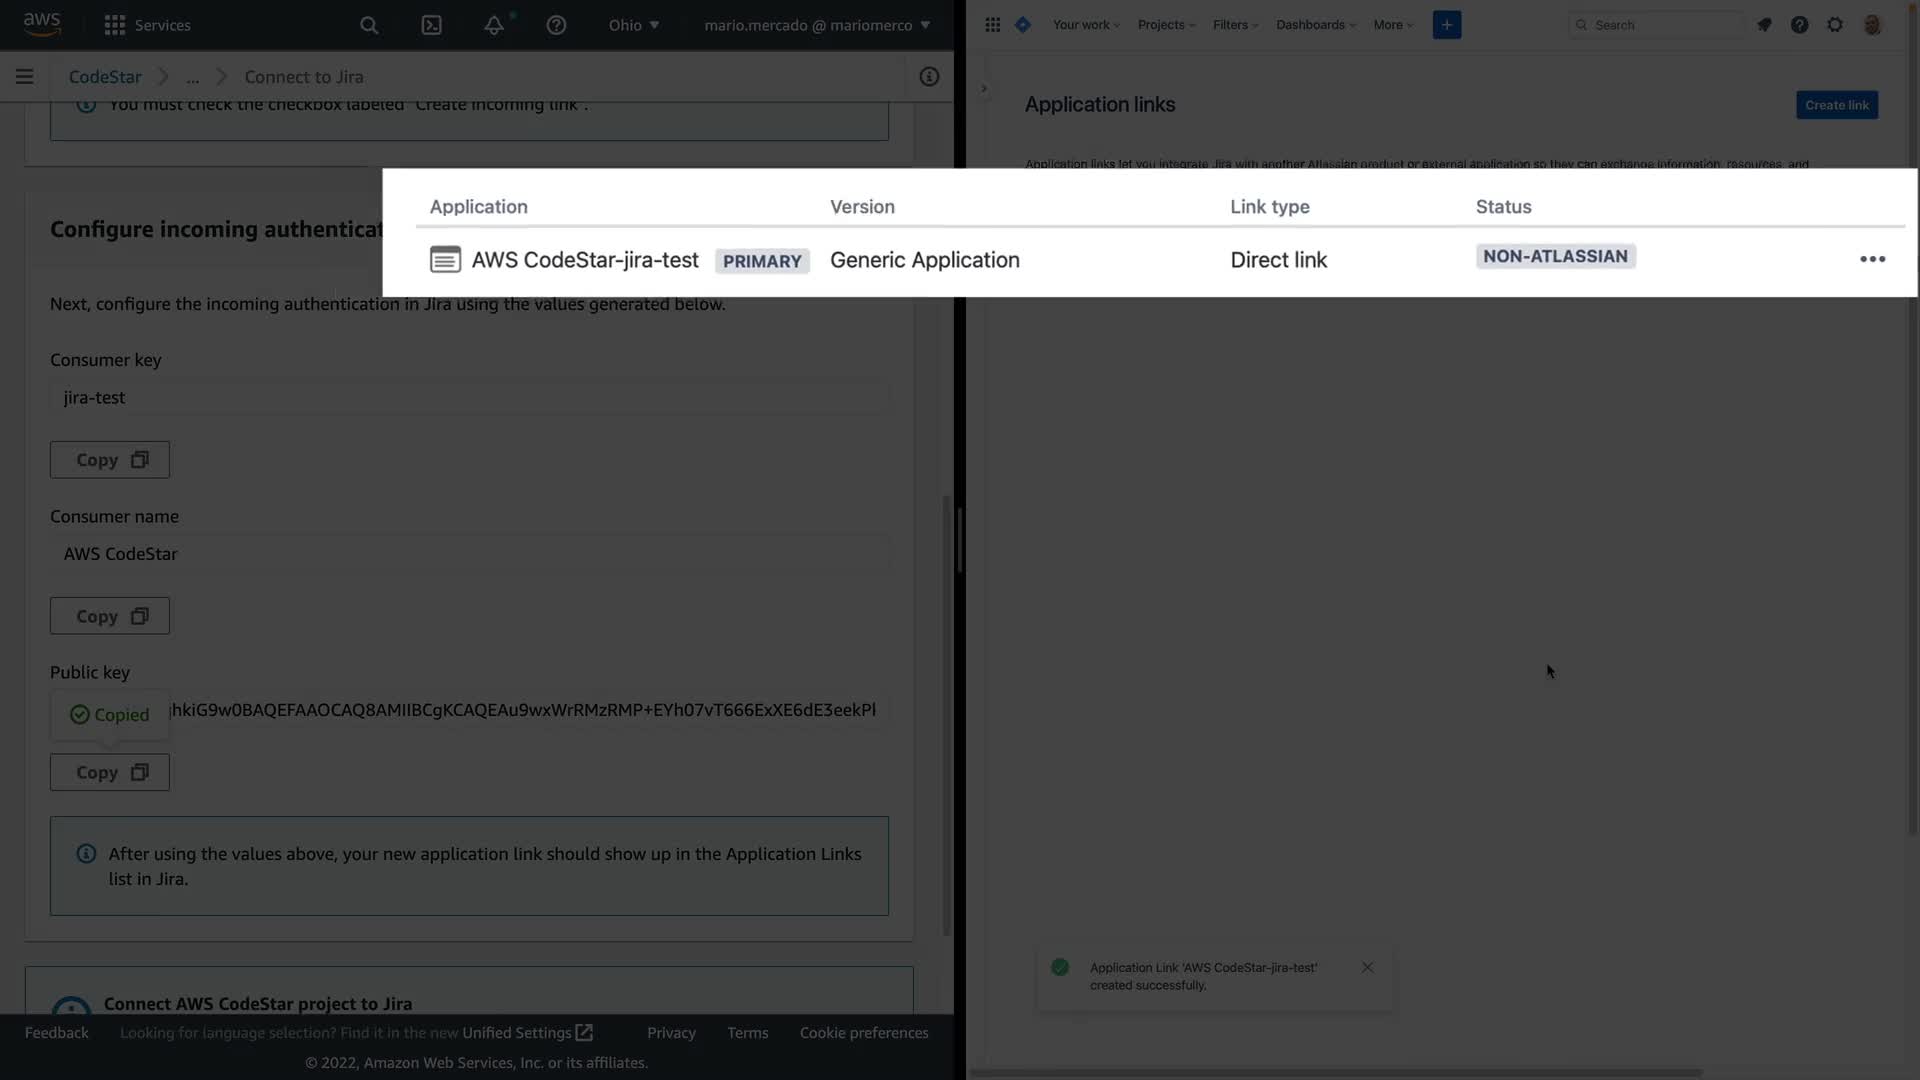 aws
Services
Ohio
mario.mercado @ mariomerco
CodeStar
...
Connect to Jira
You must check the checkbox labeled "Create incoming link".
Configure incoming authenticat
Next, configure the incoming authentication in Jira using the values generated below.
Consumer key
jira-test
Copy
Consumer name
AWS CodeStar
Copy
Public key
Copied
jhkiG9w0BAQEFAAOCAQ8AMIIBCgKCAQEAu9wxWrRMzRMP+EYh07vT666ExXE6dE3eekPl
Copy
After using the values above, your new application link should show up in the Application Links
list in Jira.
Connect AWS CodeStar project to Jira
Feedback
Looking for language selection? Find it in the new Unified Settings
Privacy
Terms
Cookie preferences
© 2022, Amazon Web Services, Inc. or its affiliates.
Your work
Projects
Filters
Dashboards
More
Search
Application links
Create link
Application links let you integrate Jira with another Atlassian product or external application so they can exchange information, resources, and
Application
Version
Link type
Status
AWS CodeStar-jira-test
PRIMARY
Generic Application
Direct link
NON-ATLASSIAN
Application Link 'AWS CodeStar-jira-test'
created successfully.